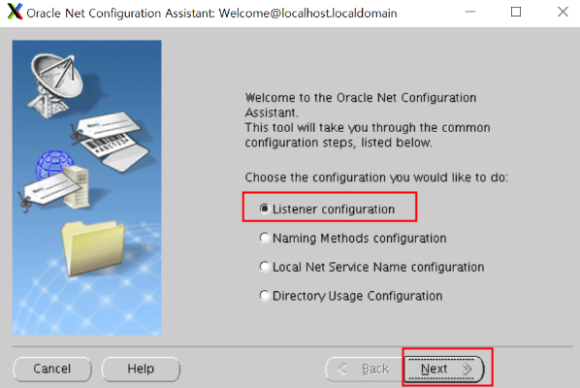 Oracle Net Configuration Assistant: Welcome@localhost.localdomain
Welcome to the Oracle Net Configuration
Assistant.
This tool will take you through the common
configuration steps, listed below.
Choose the configuration you would like to do:
Listener configuration
Naming Methods configuration
Local Net Service Name configuration
Directory Usage Configuration
Cancel
Help
Back
Next